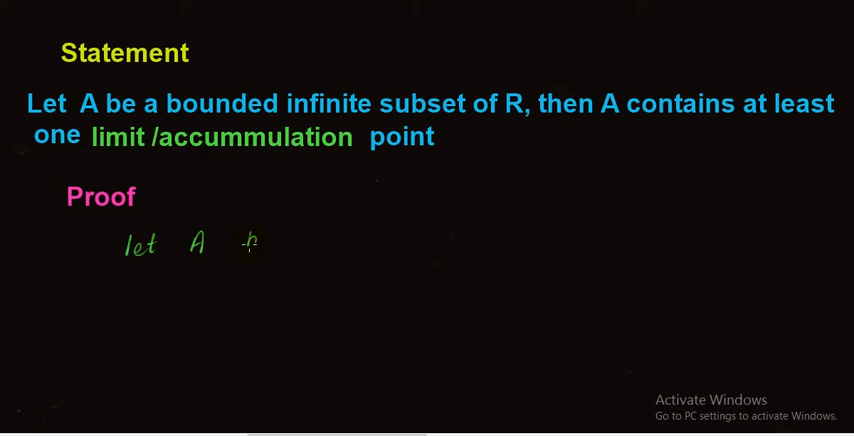 Statement
Let A be a bounded infinite subset of R, then A contains at least
one limit /accummulation point
Proof
let A
Activate Windows
Go to PC settings to activate Windows.